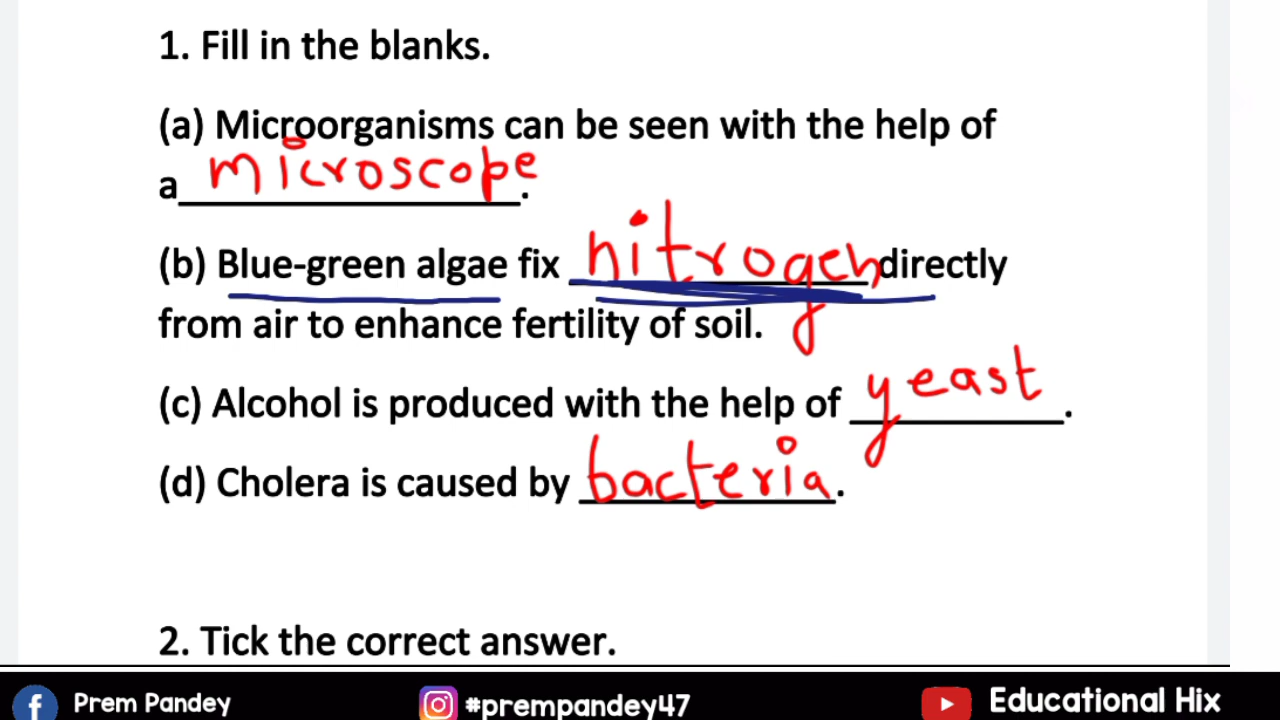 1. Fill in the blanks.
(a) Microorganisms can be seen with the help of
a microscope.
(b) Blue-green algae fix nitrogen directly
from air to enhance fertility of soil.
(c) Alcohol is produced with the help of yeast.
(d) Cholera is caused by bacteria.
2. Tick the correct answer.
f Prem Pandey #prempandey47 Educational Hix